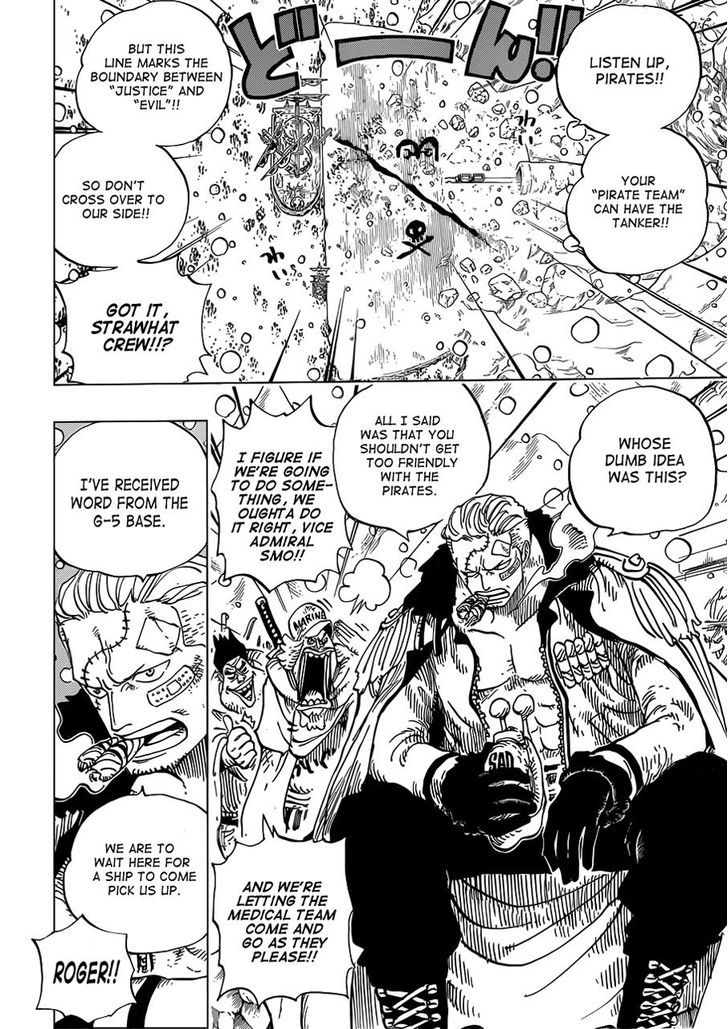 どーん!!
LISTEN UP,
PIRATES!!
YOUR
"PIRATE TEAM"
CAN HAVE THE
TANKER!!
BUT THIS
LINE MARKS THE
BOUNDARY BETWEEN
"JUSTICE" AND
"EVIL"!!
SO DON'T
CROSS OVER TO
OUR SIDE!!
GOT IT,
STRAWHAT
CREW!!?
WHOSE
DUMB IDEA
WAS THIS?
ALL I SAID
WAS THAT YOU
SHOULDN'T GET
TOO FRIENDLY
WITH THE
PIRATES.
I FIGURE IF
WE'RE GOING
TO DO SOME-
THING, WE
OUGHTA DO
IT RIGHT, VICE
ADMIRAL
SMO!!
MARINE
SAD
AND WE'RE
LETTING THE
MEDICAL TEAM
COME AND
GO AS THEY
PLEASE!!
I'VE RECEIVED
WORD FROM THE
G-5 BASE.
WE ARE TO
WAIT HERE FOR
A SHIP TO COME
PICK US UP.
ROGER!!